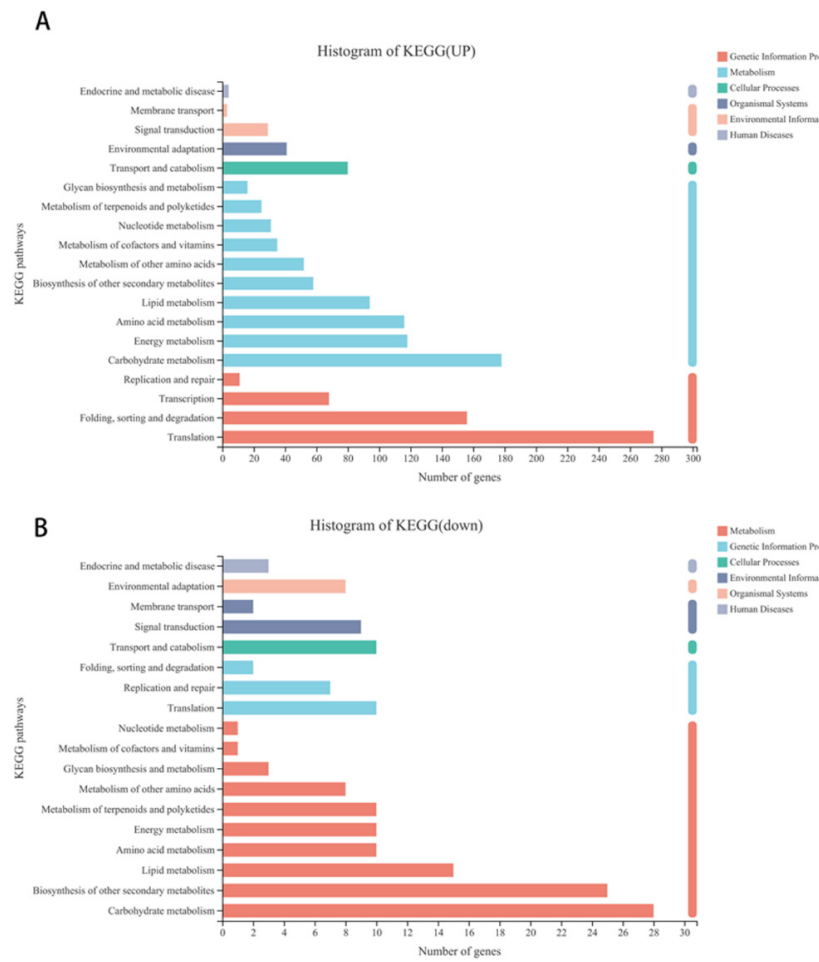 A
Histogram of KEGG(UP)
Genetic Information Pro
Metabolism
Cellular Processes
Organismal Systems
Environmental Informa
Human Diseases
KEGG pathways
Endocrine and metabolic disease
Membrane transport
Signal transduction
Environmental adaptation
Transport and catabolism
Glycan biosynthesis and metabolism
Metabolism of terpenoids and polyketides
Nucleotide metabolism
Metabolism of cofactors and vitamins
Metabolism of other amino acids
Biosynthesis of other secondary metabolites
Lipid metabolism
Amino acid metabolism
Energy metabolism
Carbohydrate metabolism
Replication and repair
Transcription
Folding, sorting and degradation
Translation
0 20 40 60 80 100 120 140 160 180 200 220 240 260 280 300
Number of genes
B
Histogram of KEGG(down)
Metabolism
Genetic Information Pro
Cellular Processes
Environmental Informa
Organismal Systems
Human Diseases
KEGG pathways
Endocrine and metabolic disease
Environmental adaptation
Membrane transport
Signal transduction
Transport and catabolism
Folding, sorting and degradation
Replication and repair
Translation
Nucleotide metabolism
Metabolism of cofactors and vitamins
Glycan biosynthesis and metabolism
Metabolism of other amino acids
Metabolism of terpenoids and polyketides
Energy metabolism
Amino acid metabolism
Lipid metabolism
Biosynthesis of other secondary metabolites
Carbohydrate metabolism
0 2 4 6 8 10 12 14 16 18 20 22 24 26 28 30
Number of genes